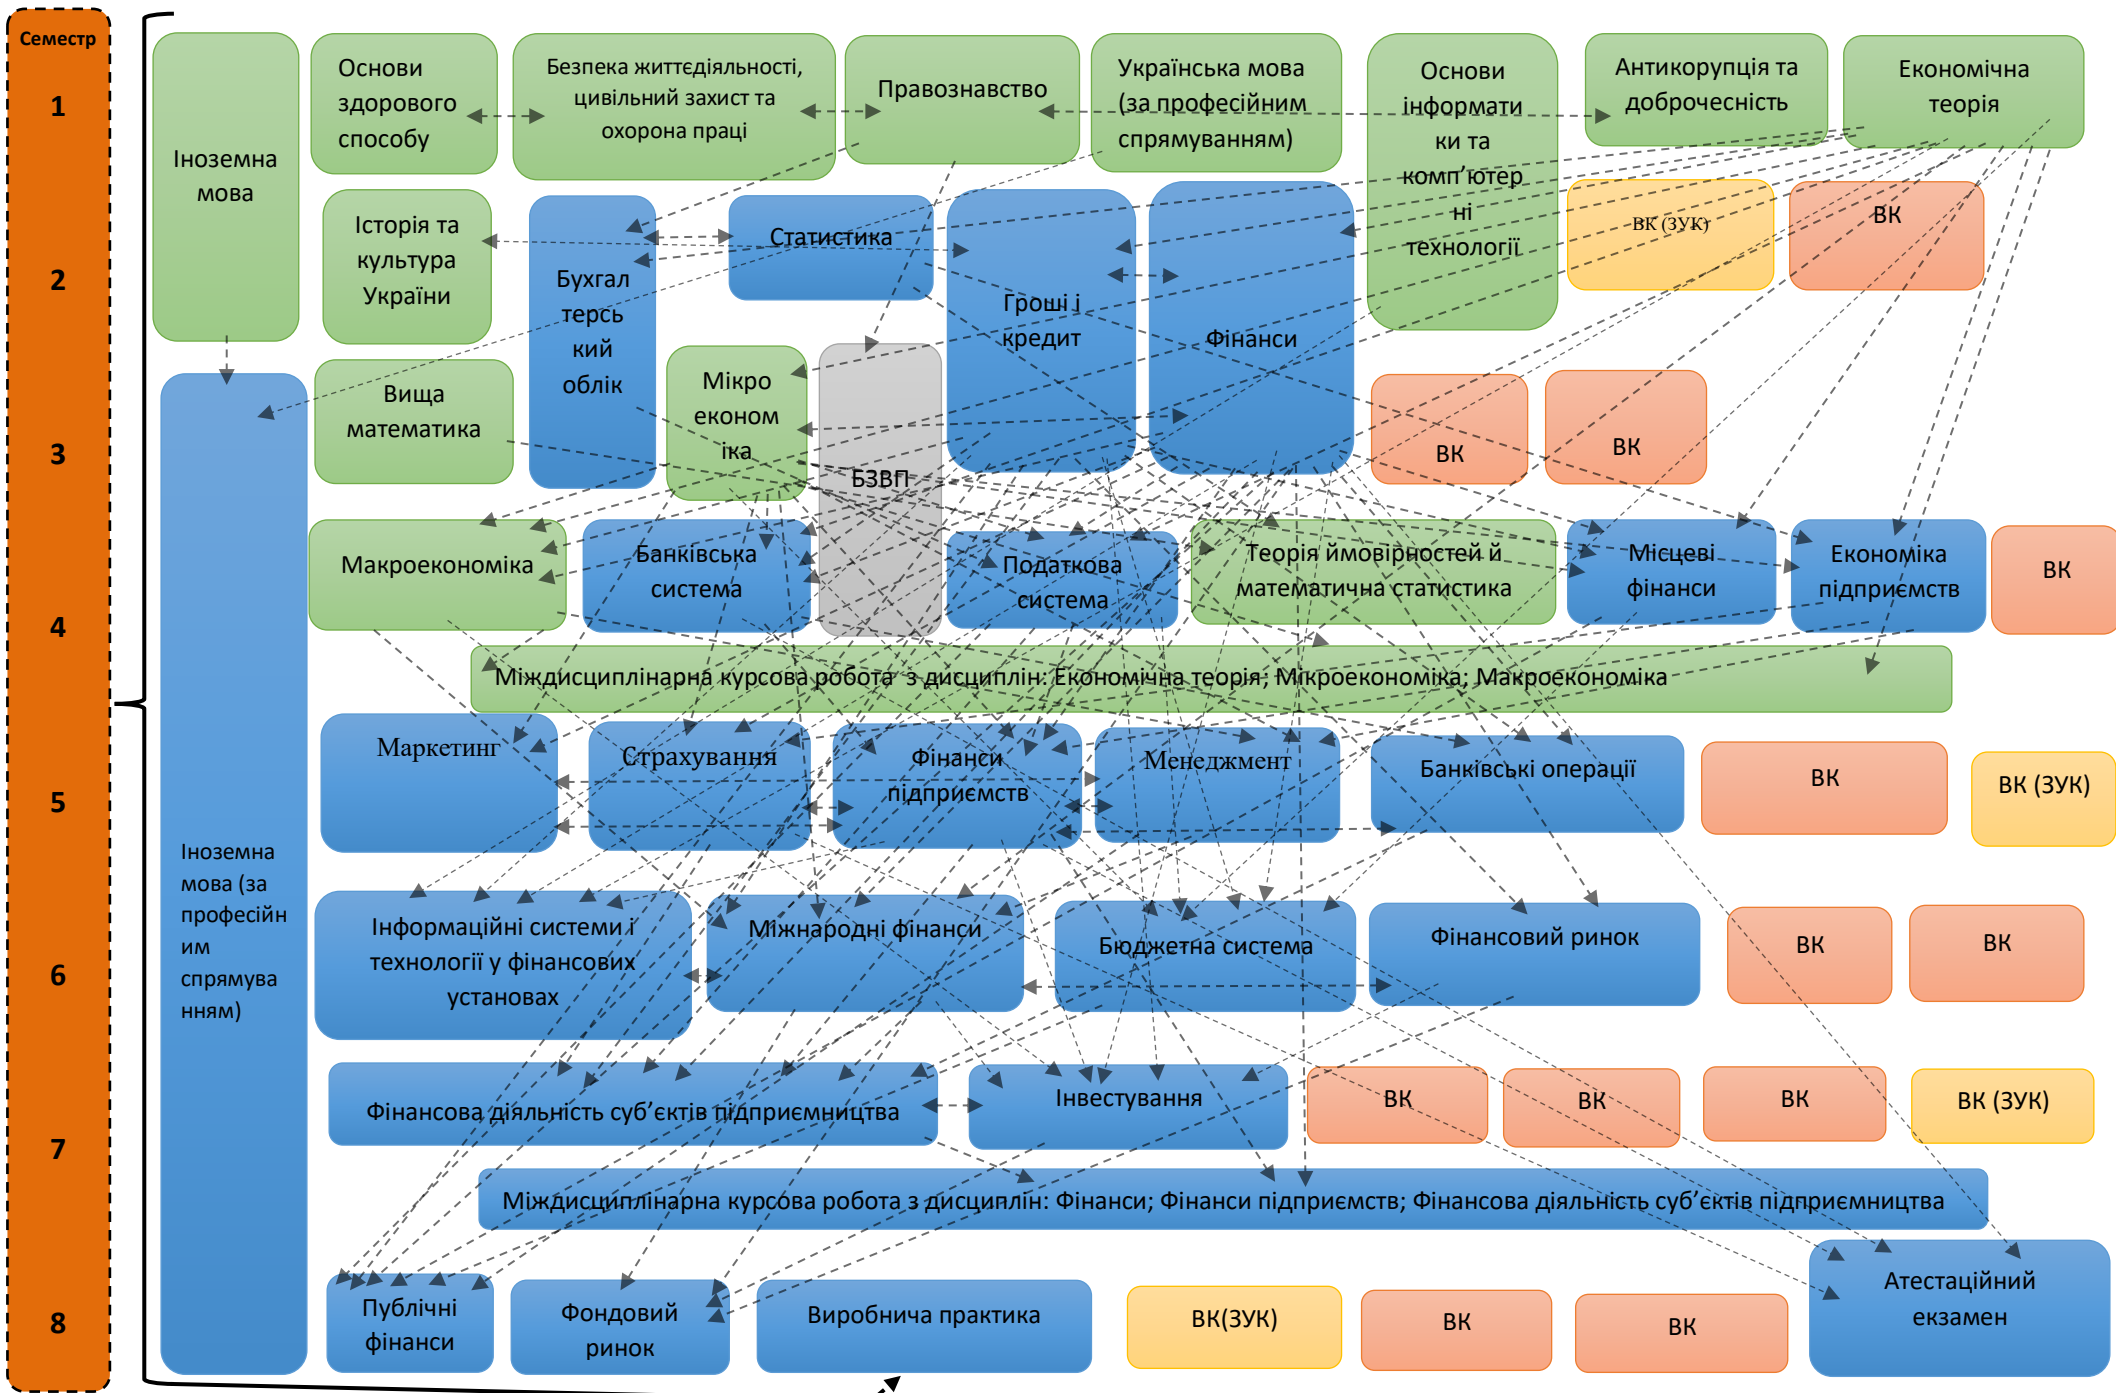 Семестр
1
2
3
4
5
6
7
8
Іноземна
мова
Основи
здорового
способу
Безпека життєдіяльності,
цивільний захист та
охорона праці
Правознавство
Українська мова
(за професійним
спрямуванням)
Основи
інформати
ки та
комп’ютер
ні
технології
Антикорупція та
доброчесність
Економічна
теорія
Історія та
культура
України
Бухгал
терсь
кий
облік
Статистика
Гроші і
кредит
Фінанси
ВК (ЗУК)
ВК
Вища
математика
Мікро
економ
іка
БЗВП
ВК
ВК
Макроекономіка
Банківська
система
Податкова
система
Теорія ймовірностей й
математична статистика
Місцеві
фінанси
Економіка
підприємств
ВК
Міждисциплінарна курсова робота з дисциплін: Економічна теорія; Мікроекономіка; Макроекономіка
Маркетинг
Страхування
Фінанси
підприємств
Менеджмент
Банківські операції
ВК
ВК (ЗУК)
Іноземна
мова (за
професійн
им
спрямува
нням)
Інформаційні системи і
технології у фінансових
установах
Міжнародні фінанси
Бюджетна система
Фінансовий ринок
ВК
ВК
Фінансова діяльність суб’єктів підприємництва
Інвестування
ВК
ВК
ВК
ВК (ЗУК)
Міждисциплінарна курсова робота з дисциплін: Фінанси; Фінанси підприємств; Фінансова діяльність суб’єктів підприємництва
Публічні
фінанси
Фондовий
ринок
Виробнича практика
ВК(ЗУК)
ВК
ВК
Атестаційний
екзамен